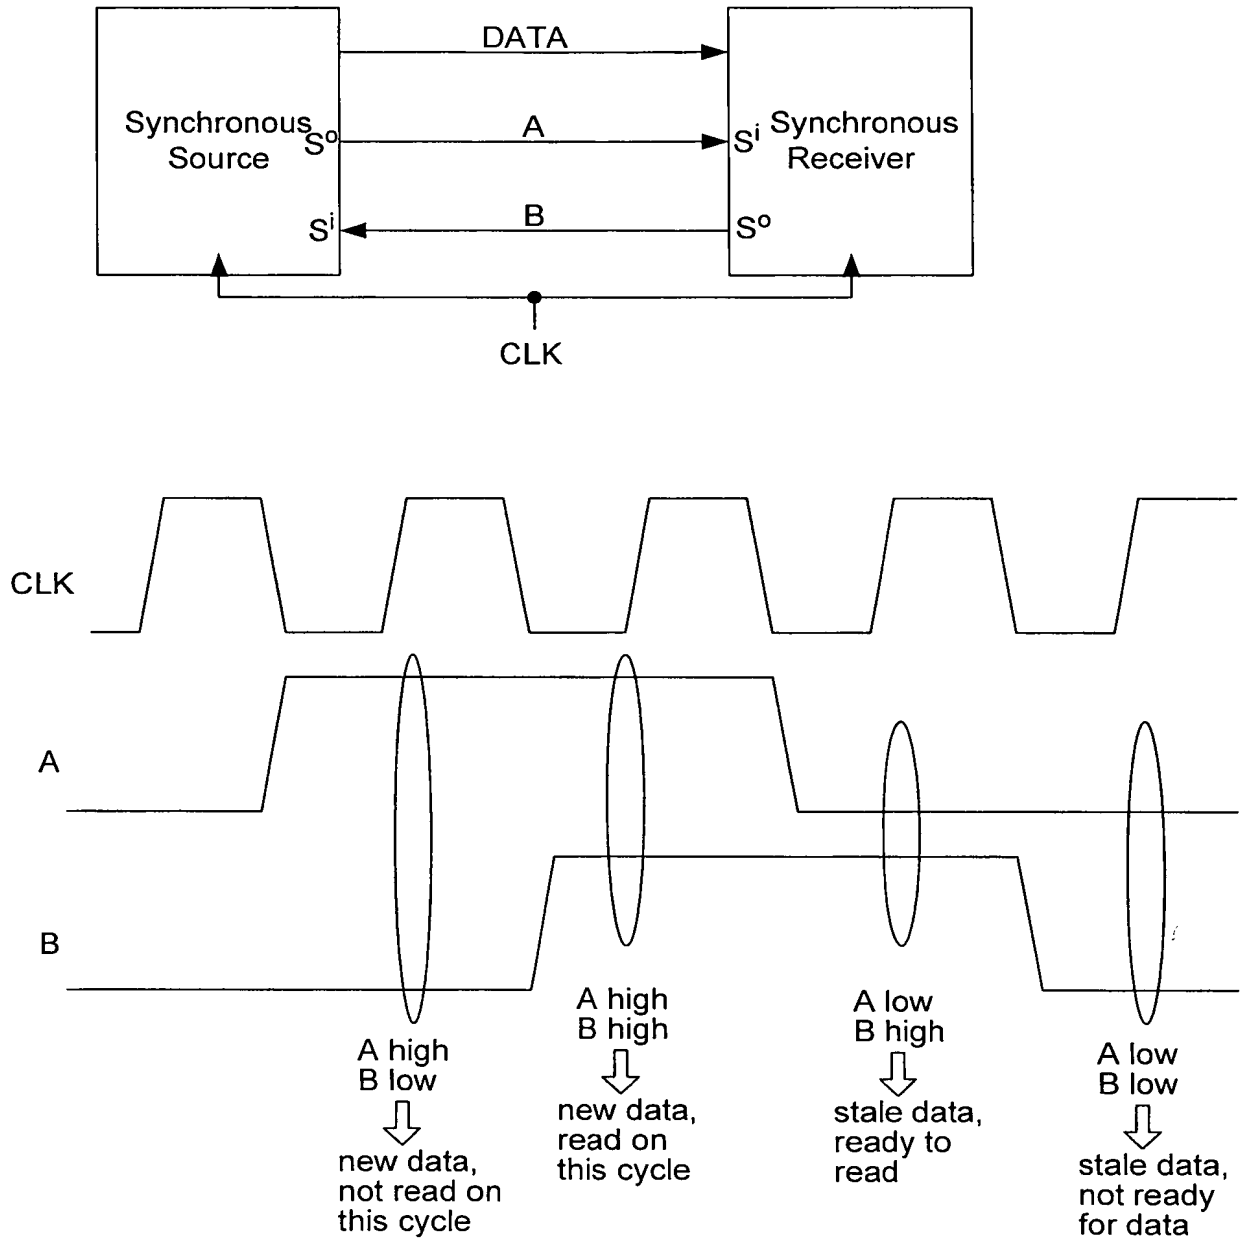 DATA
Synchronous
Source
S^o
A
S^i
Synchronous
Receiver
S^i
B
S^o
CLK
CLK
A
B
A high
B low
new data,
not read on
this cycle
A high
B high
new data,
read on
this cycle
A low
B high
stale data,
ready to
read
A low
B low
stale data,
not ready
for data